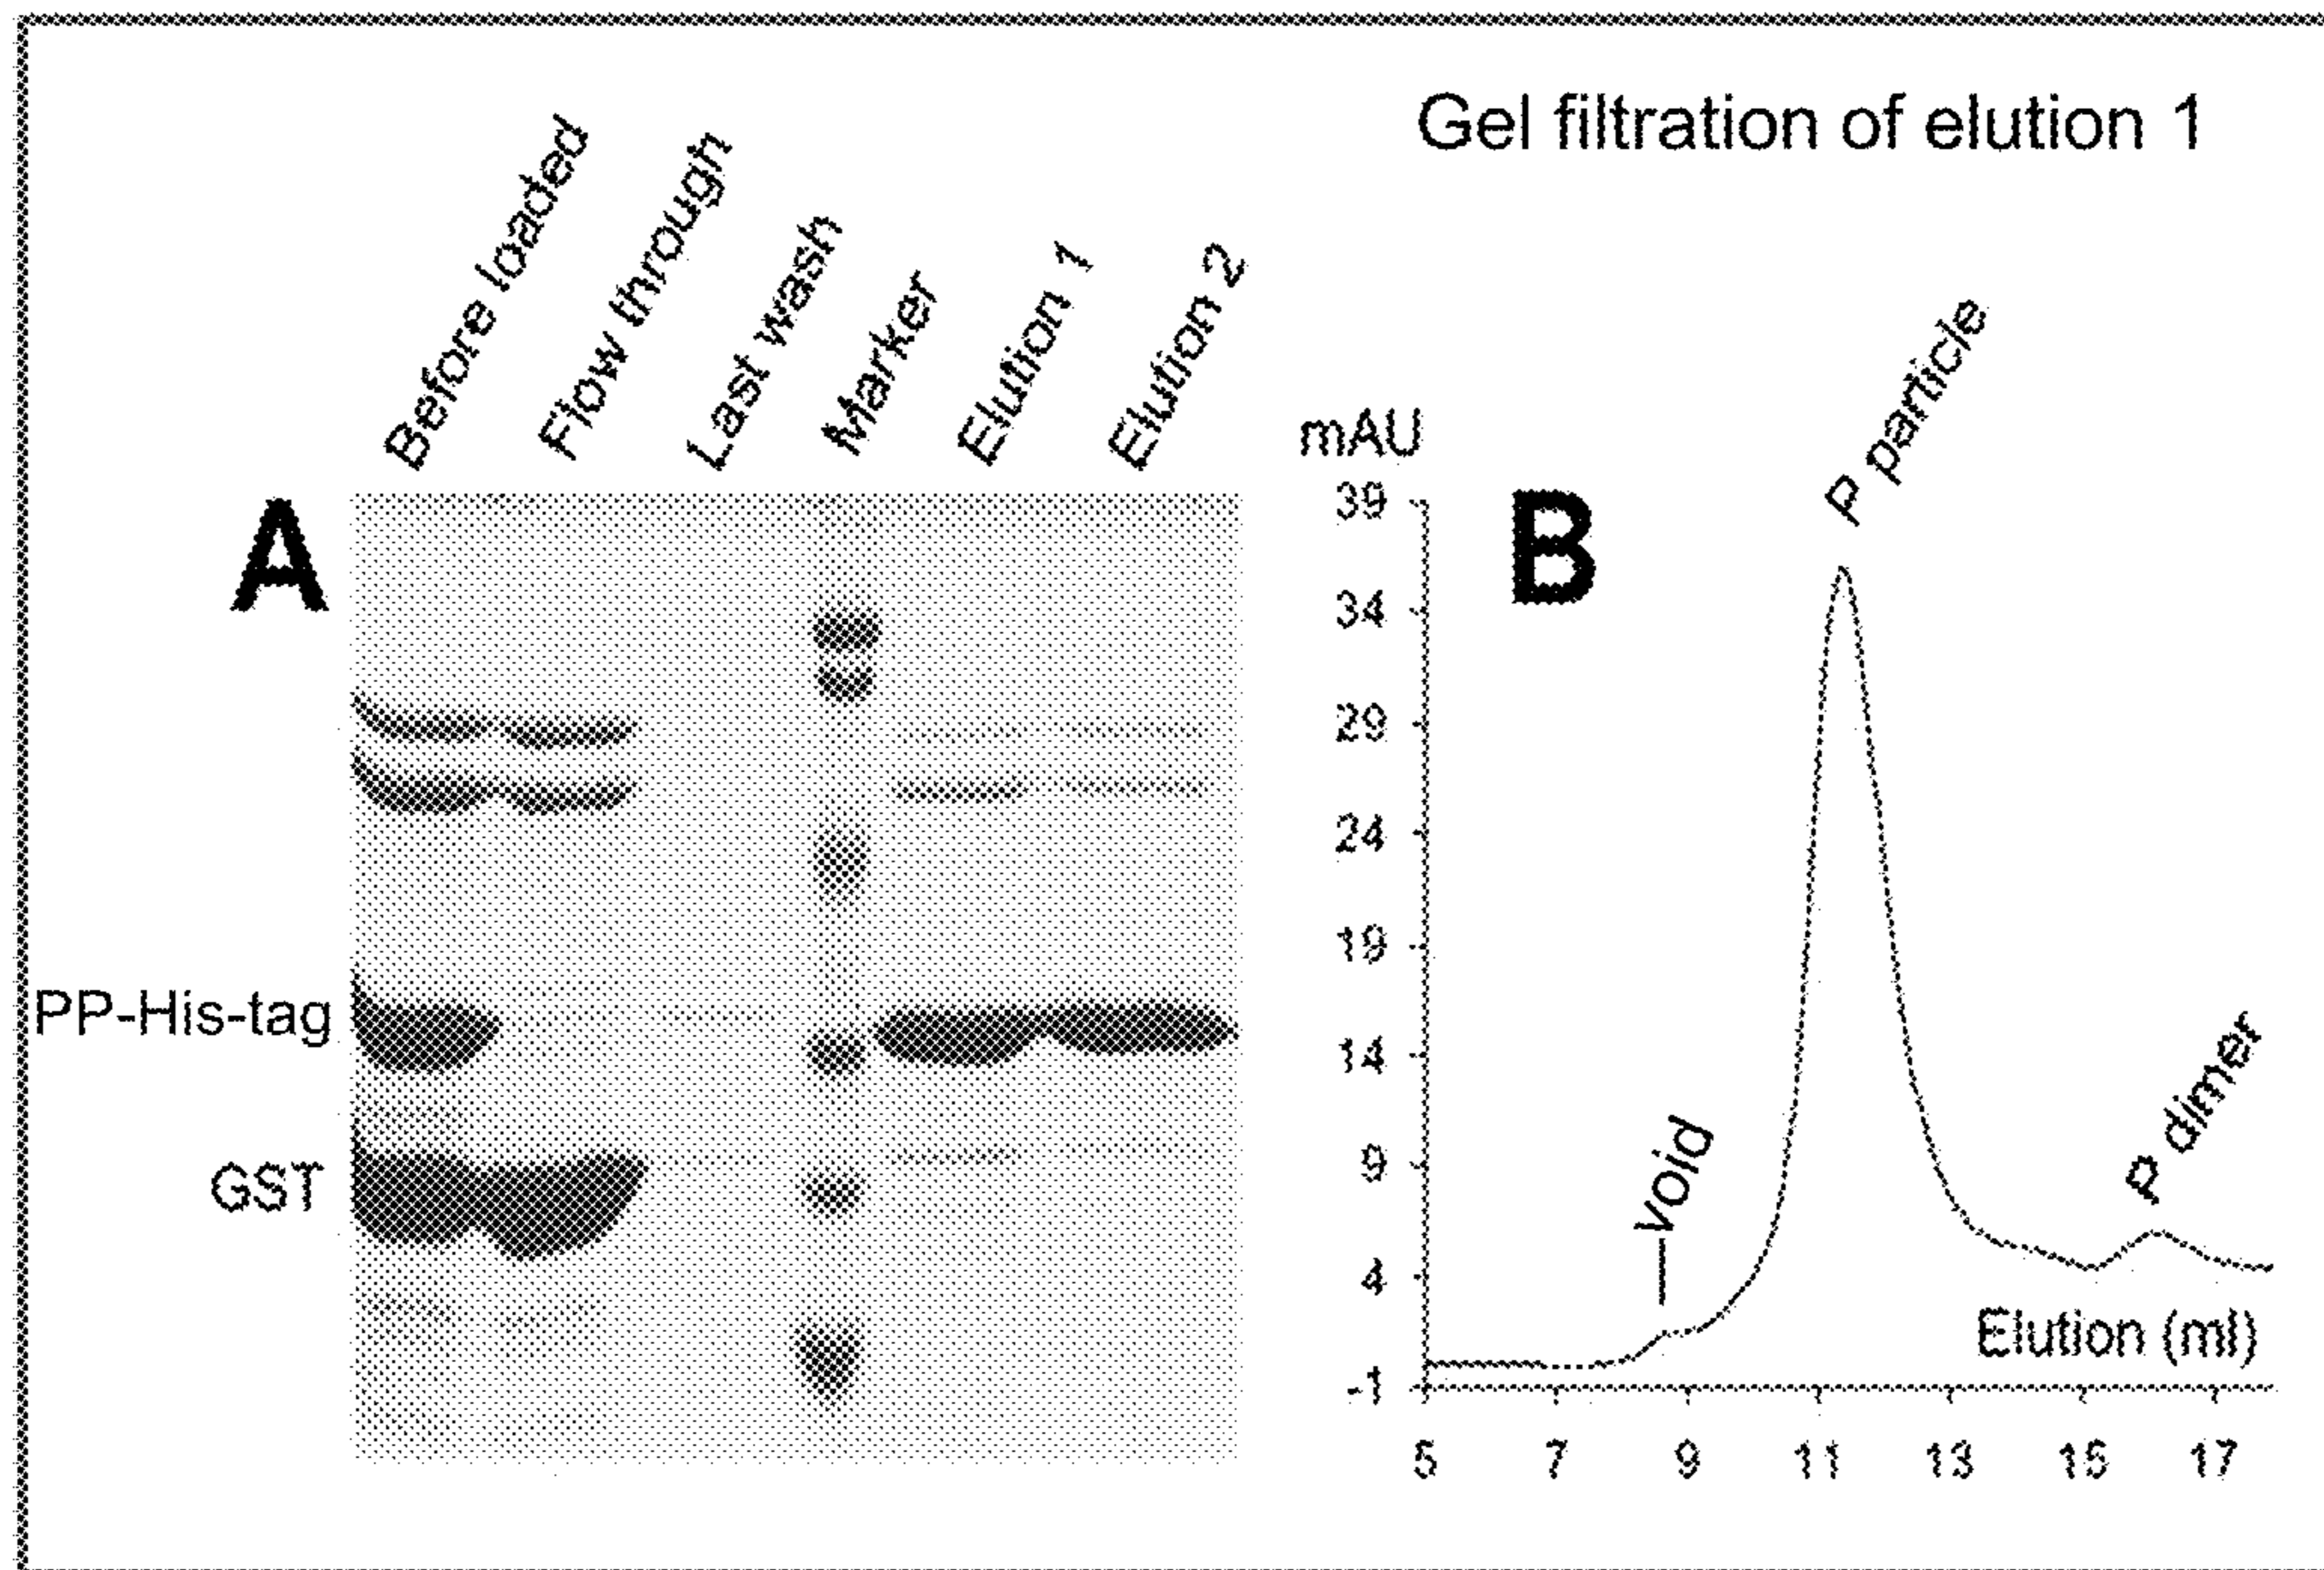 Gel filtration of elution 1
Before loaded
Flow through
Last wash
Marker
Elution 1
Elution 2
A
PP-His-tag
GST
B
mAU
39
34
29
24
19
14
9
4
-1
P particle
void
P dimer
Elution (ml)
5 7 9 11 13 15 17